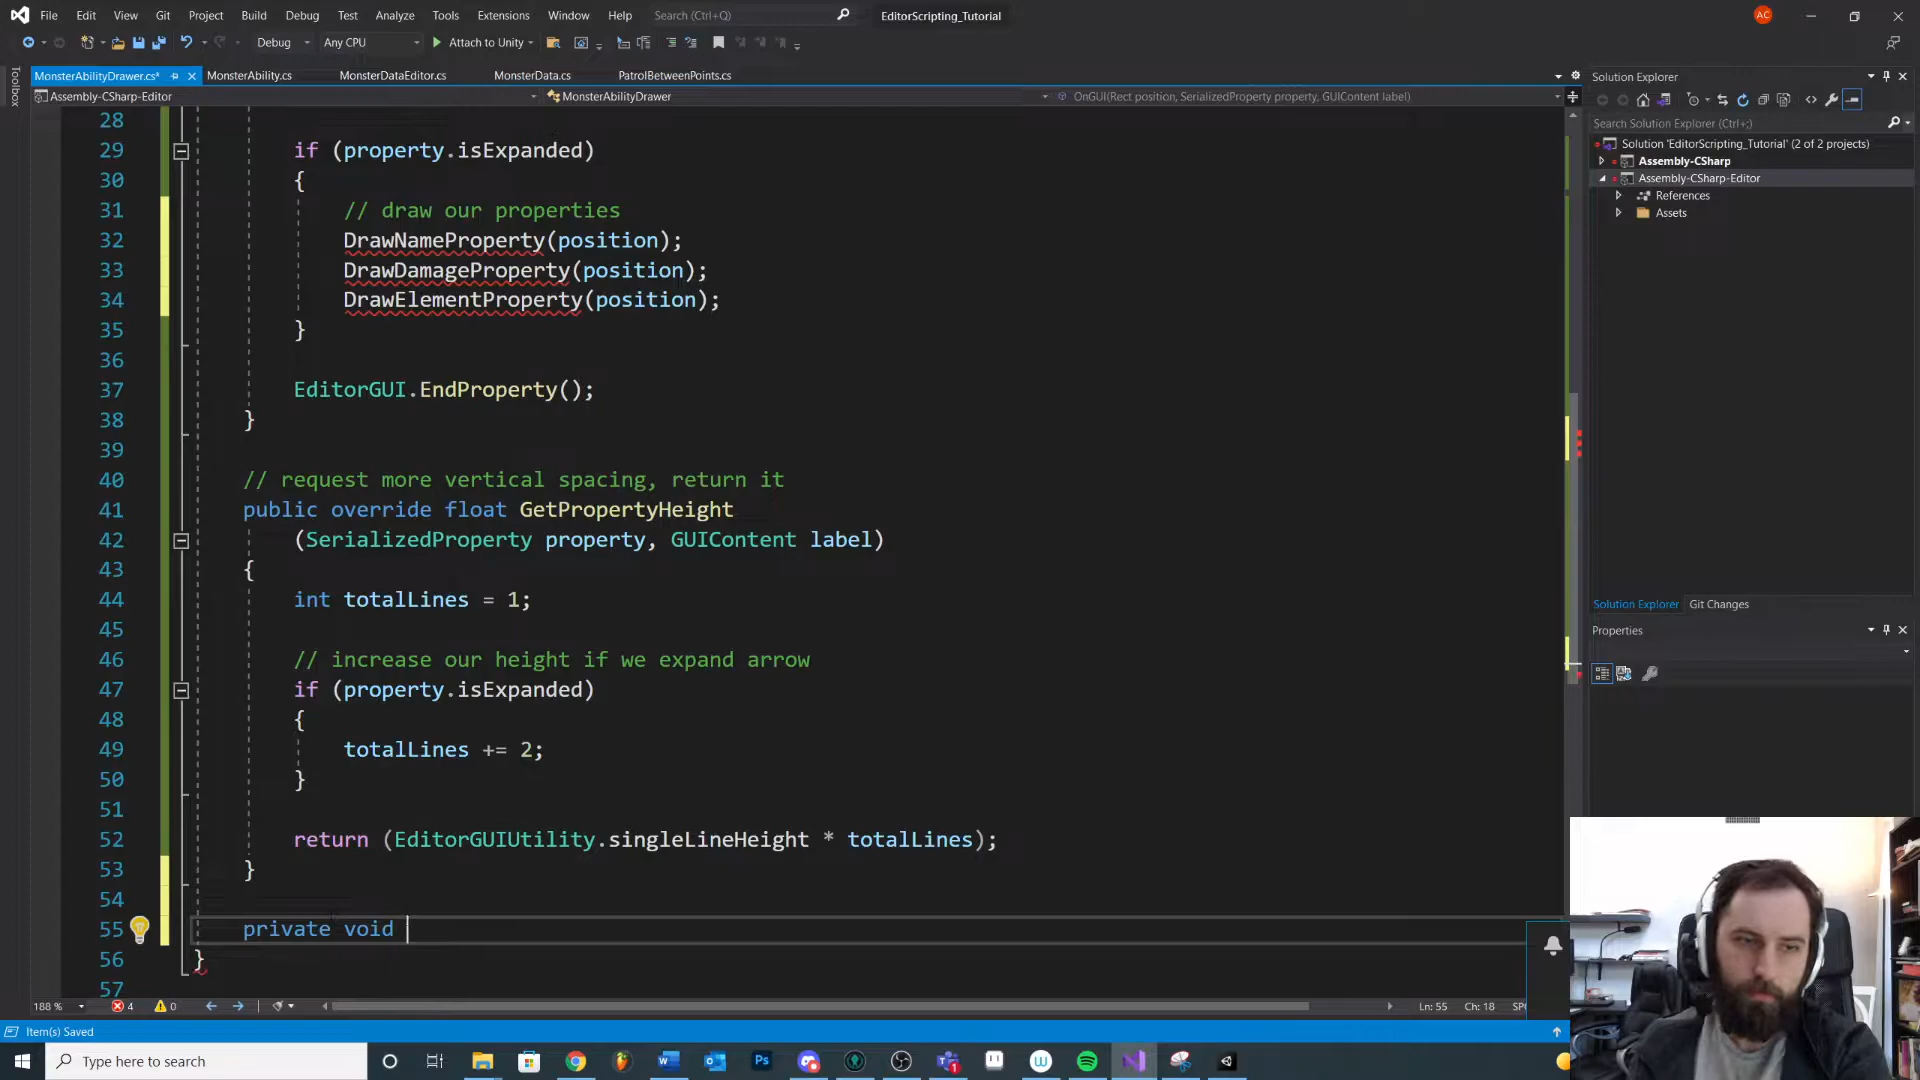 File Edit View Git Project Build Debug Test Analyze Tools Extensions Window Help Search (Ctrl+Q) EditorScripting_Tutorial AC
Debug Any CPU Attach to Unity
MonsterAbilityDrawer.cs* MonsterAbility.cs MonsterDataEditor.cs MonsterData.cs PatrolBetweenPoints.cs
Assembly-CSharp-Editor MonsterAbilityDrawer OnGUI(Rect position, SerializedProperty property, GUIContent label)
Toolbox
28
29 if (property.isExpanded)
30 {
31 // draw our properties
32 DrawNameProperty(position);
33 DrawDamageProperty(position);
34 DrawElementProperty(position);
35 }
36
37 EditorGUI.EndProperty();
38 }
39
40 // request more vertical spacing, return it
41 public override float GetPropertyHeight
42 (SerializedProperty property, GUIContent label)
43 {
44 int totalLines = 1;
45
46 // increase our height if we expand arrow
47 if (property.isExpanded)
48 {
49 totalLines += 2;
50 }
51
52 return (EditorGUIUtility.singleLineHeight * totalLines);
53 }
54
55 private void
56 }
57
188 % 4 0 Ln: 55 Ch: 18
Item(s) Saved
Solution Explorer
Search Solution Explorer (Ctrl+;)
Solution 'EditorScripting_Tutorial' (2 of 2 projects)
Assembly-CSharp
Assembly-CSharp-Editor
References
Assets
Solution Explorer Git Changes
Properties
Type here to search